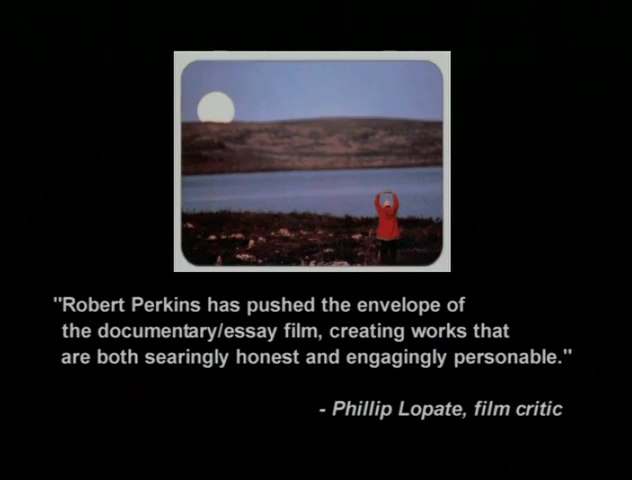 "Robert Perkins has pushed the envelope of
the documentary/essay film, creating works that
are both searingly honest and engagingly personable."
- Phillip Lopate, film critic